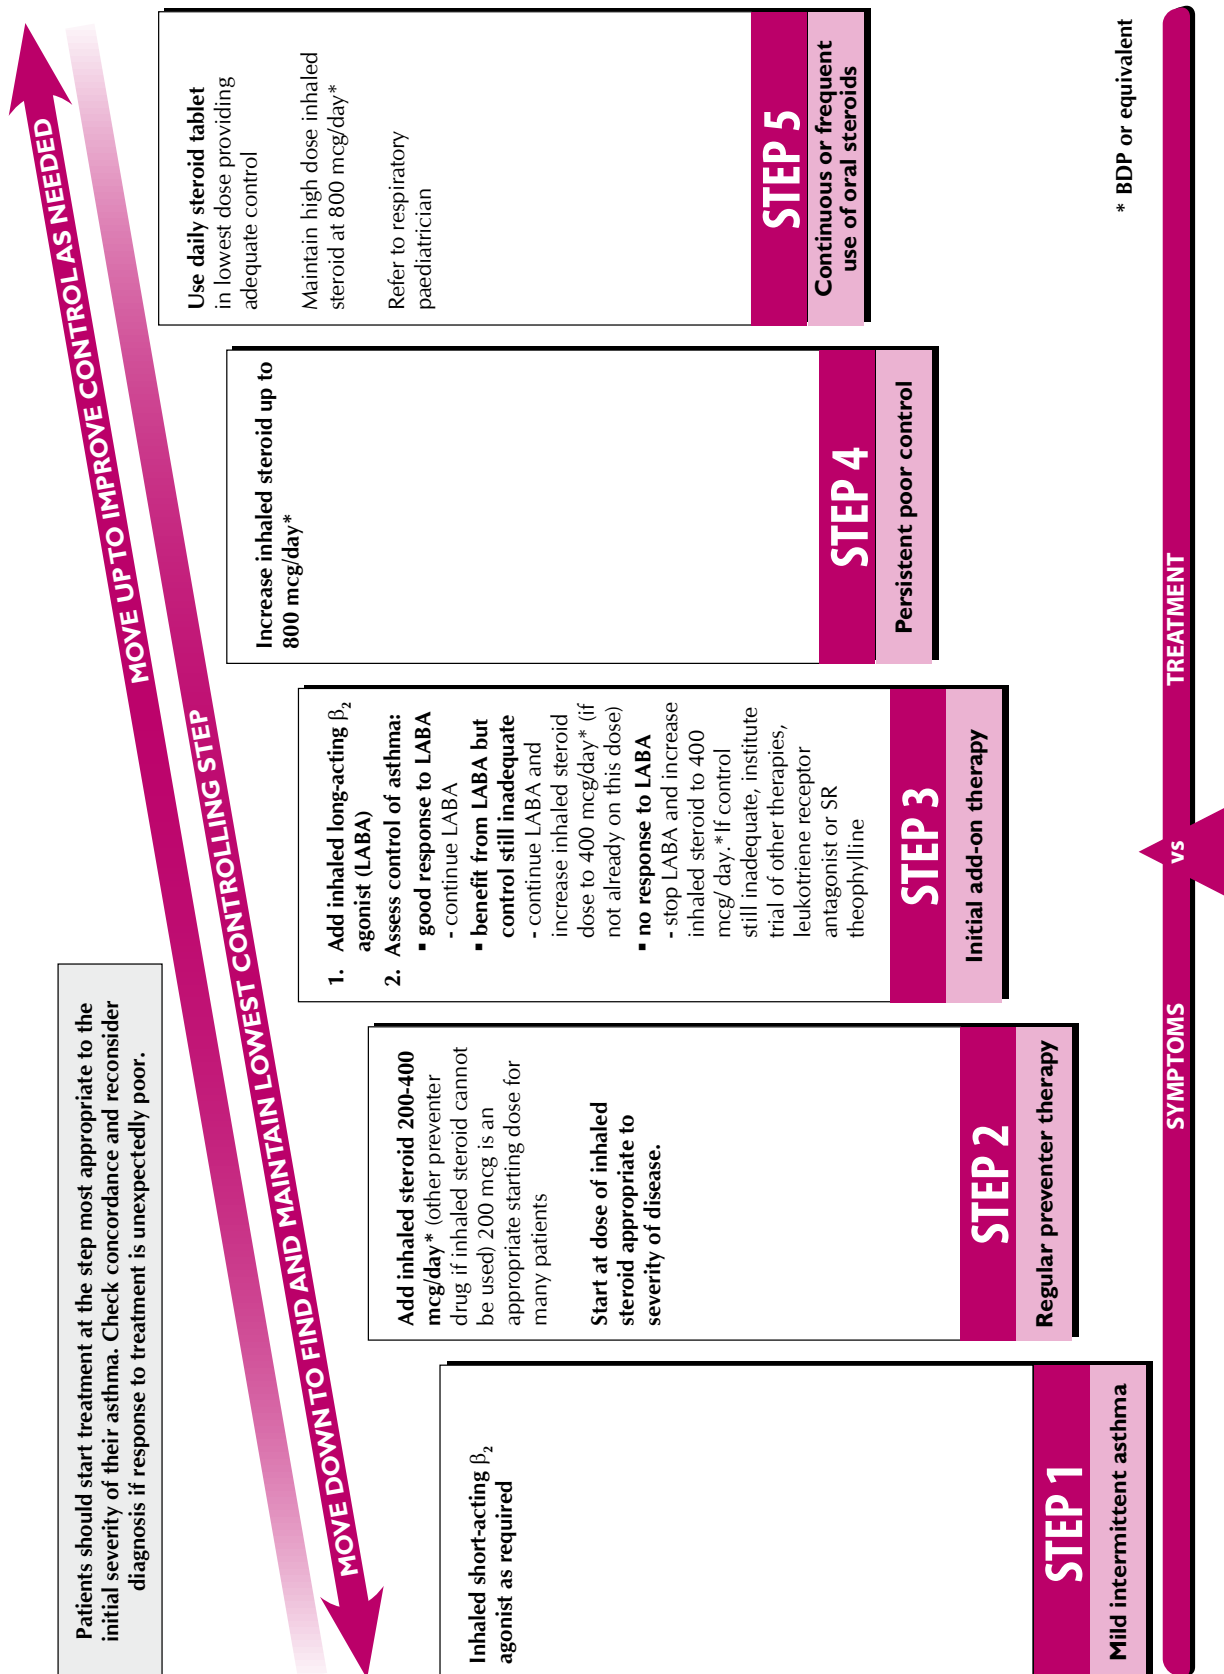 Patients should start treatment at the step most appropriate to the
initial severity of their asthma. Check concordance and reconsider
diagnosis if response to treatment is unexpectedly poor.
MOVE UP TO IMPROVE CONTROL AS NEEDED
MOVE DOWN TO FIND AND MAINTAIN LOWEST CONTROLLING STEP
Inhaled short-acting β₂
agonist as required
STEP 1
Mild intermittent asthma
Add inhaled steroid 200-400
mcg/day* (other preventer
drug if inhaled steroid cannot
be used) 200 mcg is an
appropriate starting dose for
many patients
Start at dose of inhaled
steroid appropriate to
severity of disease.
STEP 2
Regular preventer therapy
1. Add inhaled long-acting β₂
agonist (LABA)
2. Assess control of asthma:
▪ good response to LABA
- continue LABA
▪ benefit from LABA but
control still inadequate
- continue LABA and
increase inhaled steroid
dose to 400 mcg/day* (if
not already on this dose)
▪ no response to LABA
- stop LABA and increase
inhaled steroid to 400
mcg/ day.*If control
still inadequate, institute
trial of other therapies,
leukotriene receptor
antagonist or SR
theophylline
STEP 3
Initial add-on therapy
Increase inhaled steroid up to
800 mcg/day*
STEP 4
Persistent poor control
Use daily steroid tablet
in lowest dose providing
adequate control
Maintain high dose inhaled
steroid at 800 mcg/day*
Refer to respiratory
paediatrician
STEP 5
Continuous or frequent
use of oral steroids
* BDP or equivalent
SYMPTOMS
vs
TREATMENT